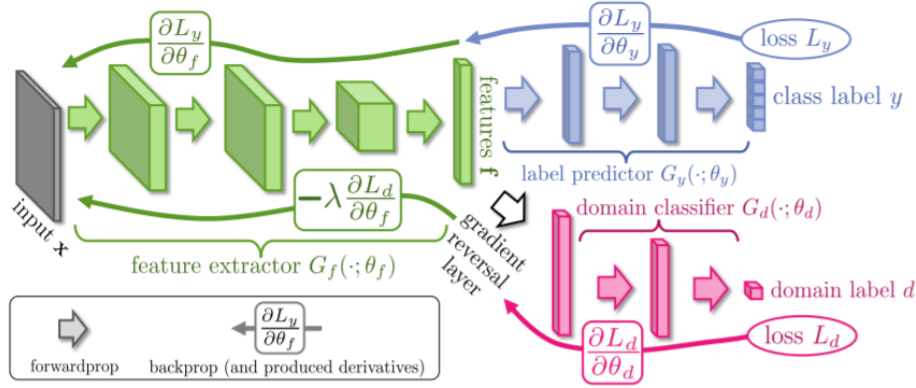 ∂L_y/∂θ_f
∂L_y/∂θ_y
loss L_y
input x
features f
class label y
label predictor G_y(·; θ_y)
−λ ∂L_d/∂θ_f
feature extractor G_f(·; θ_f)
gradient
reversal
layer
domain classifier G_d(·; θ_d)
domain label d
∂L_d/∂θ_d
loss L_d
forwardprop
∂L_y/∂θ_f
backprop (and produced derivatives)